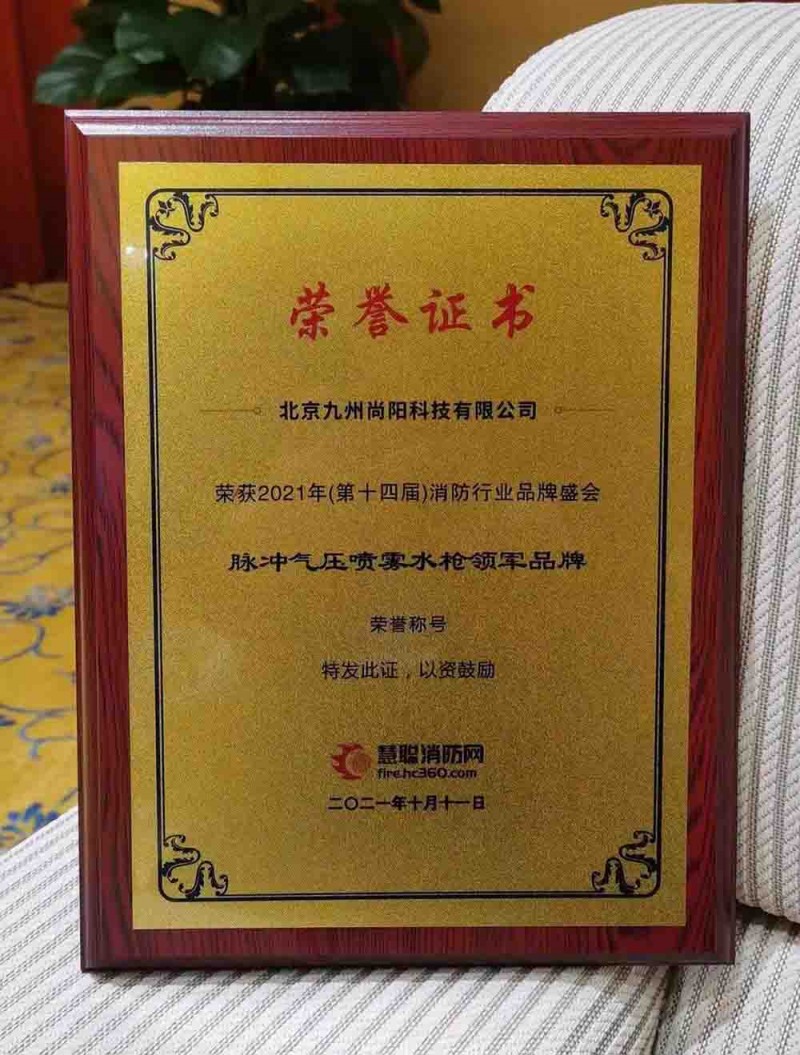 荣誉证书
北京九州尚阳科技有限公司
荣获2021年(第十四届)消防行业品牌盛会
脉冲气压喷雾水枪领军品牌
荣誉称号
特发此证，以资鼓励
慧聪消防网
fire.hc360.com
二〇二一年十月十一日